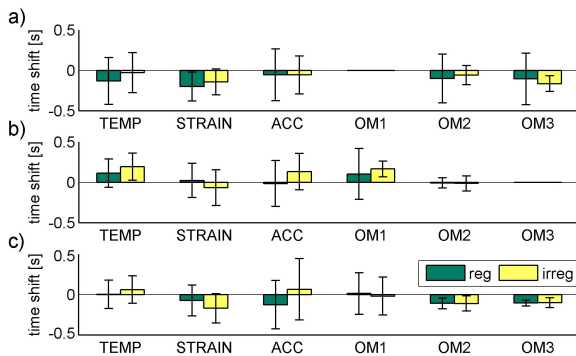 a)
0.5
0
-0.5
time shift [s]
TEMP STRAIN ACC OM1 OM2 OM3
b)
0.5
0
-0.5
time shift [s]
TEMP STRAIN ACC OM1 OM2 OM3
c)
0.5
0
-0.5
time shift [s]
reg irreg
TEMP STRAIN ACC OM1 OM2 OM3